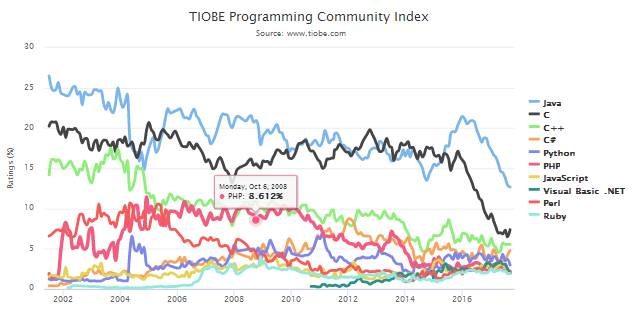 TIOBE Programming Community Index
Source: www.tiobe.com
Ratings (%)
30
25
20
15
10
5
0
2002 2004 2006 2008 2010 2012 2014 2016
Monday, Oct 6, 2008
PHP: 8.612%
Java
C
C++
C#
Python
PHP
JavaScript
Visual Basic .NET
Perl
Ruby